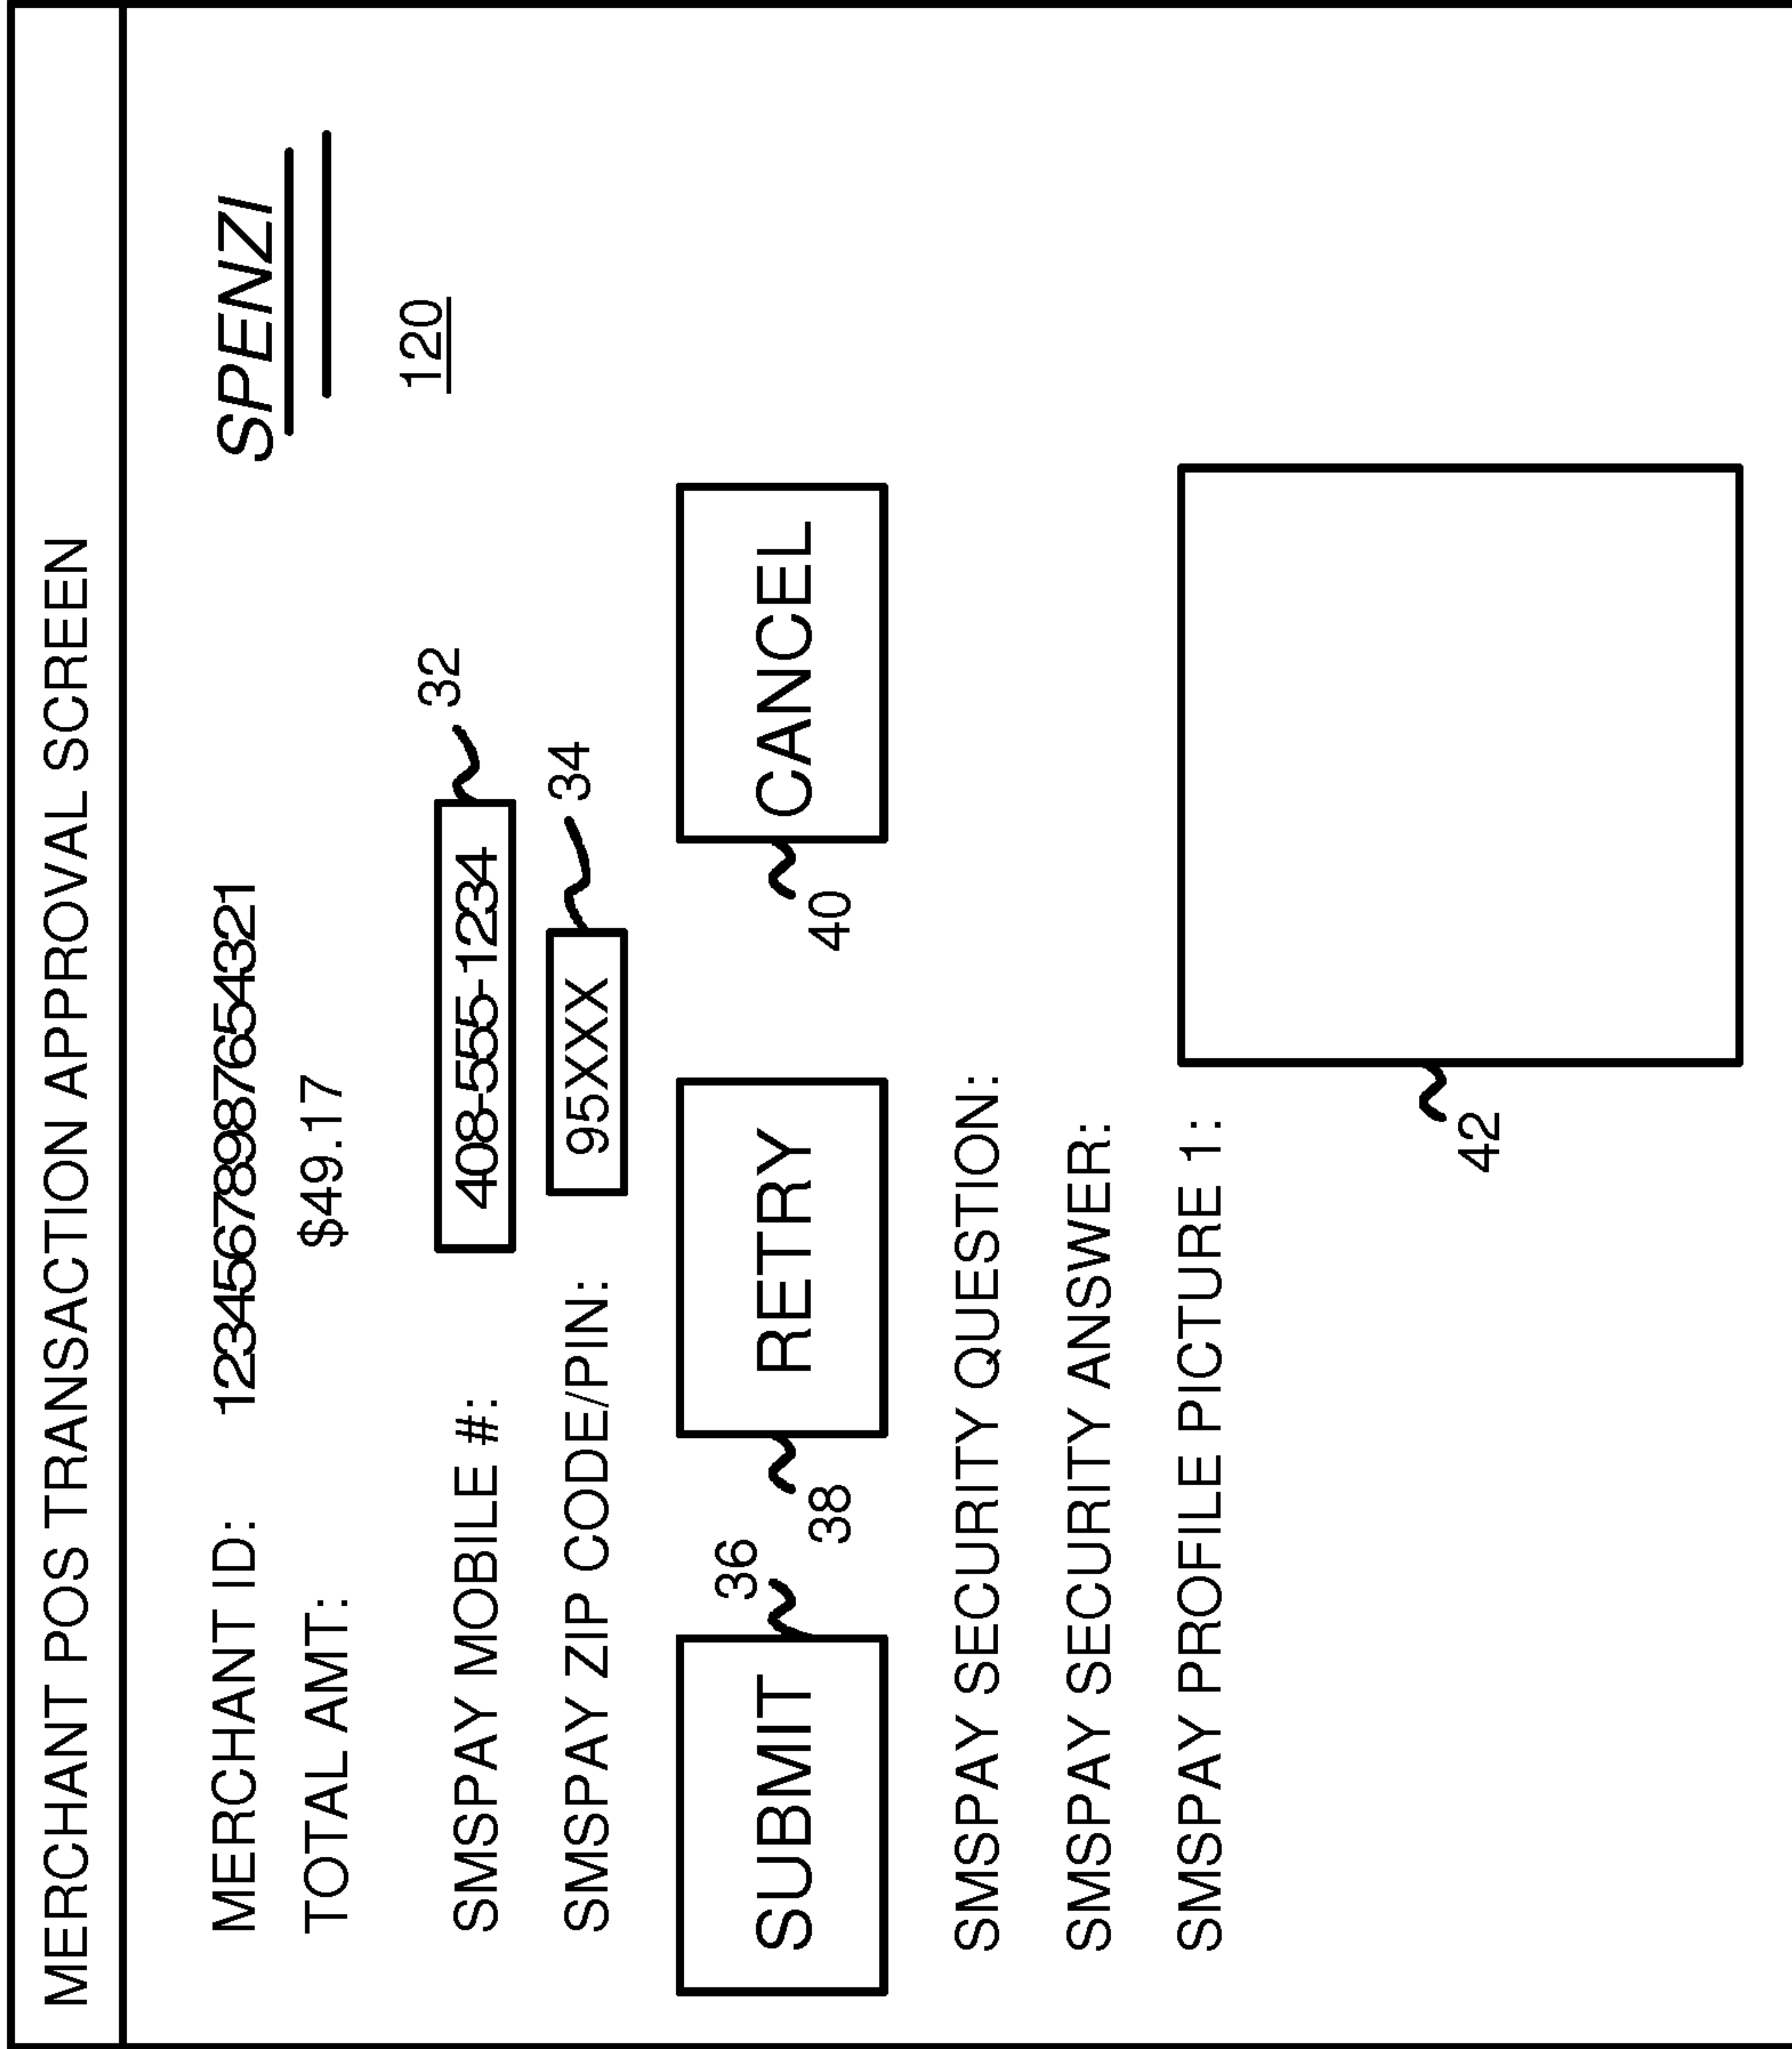 MERCHANT POS TRANSACTION APPROVAL SCREEN
SPENZI
120
MERCHANT ID: 12345678987654321
TOTAL AMT: $49.17
SMSPAY MOBILE #: 408-555-1234 32
SMSPAY ZIP CODE/PIN: 95XXX 34
SUBMIT 36
38 RETRY
40 CANCEL
SMSPAY SECURITY QUESTION:
SMSPAY SECURITY ANSWER:
SMSPAY PROFILE PICTURE 1:
42